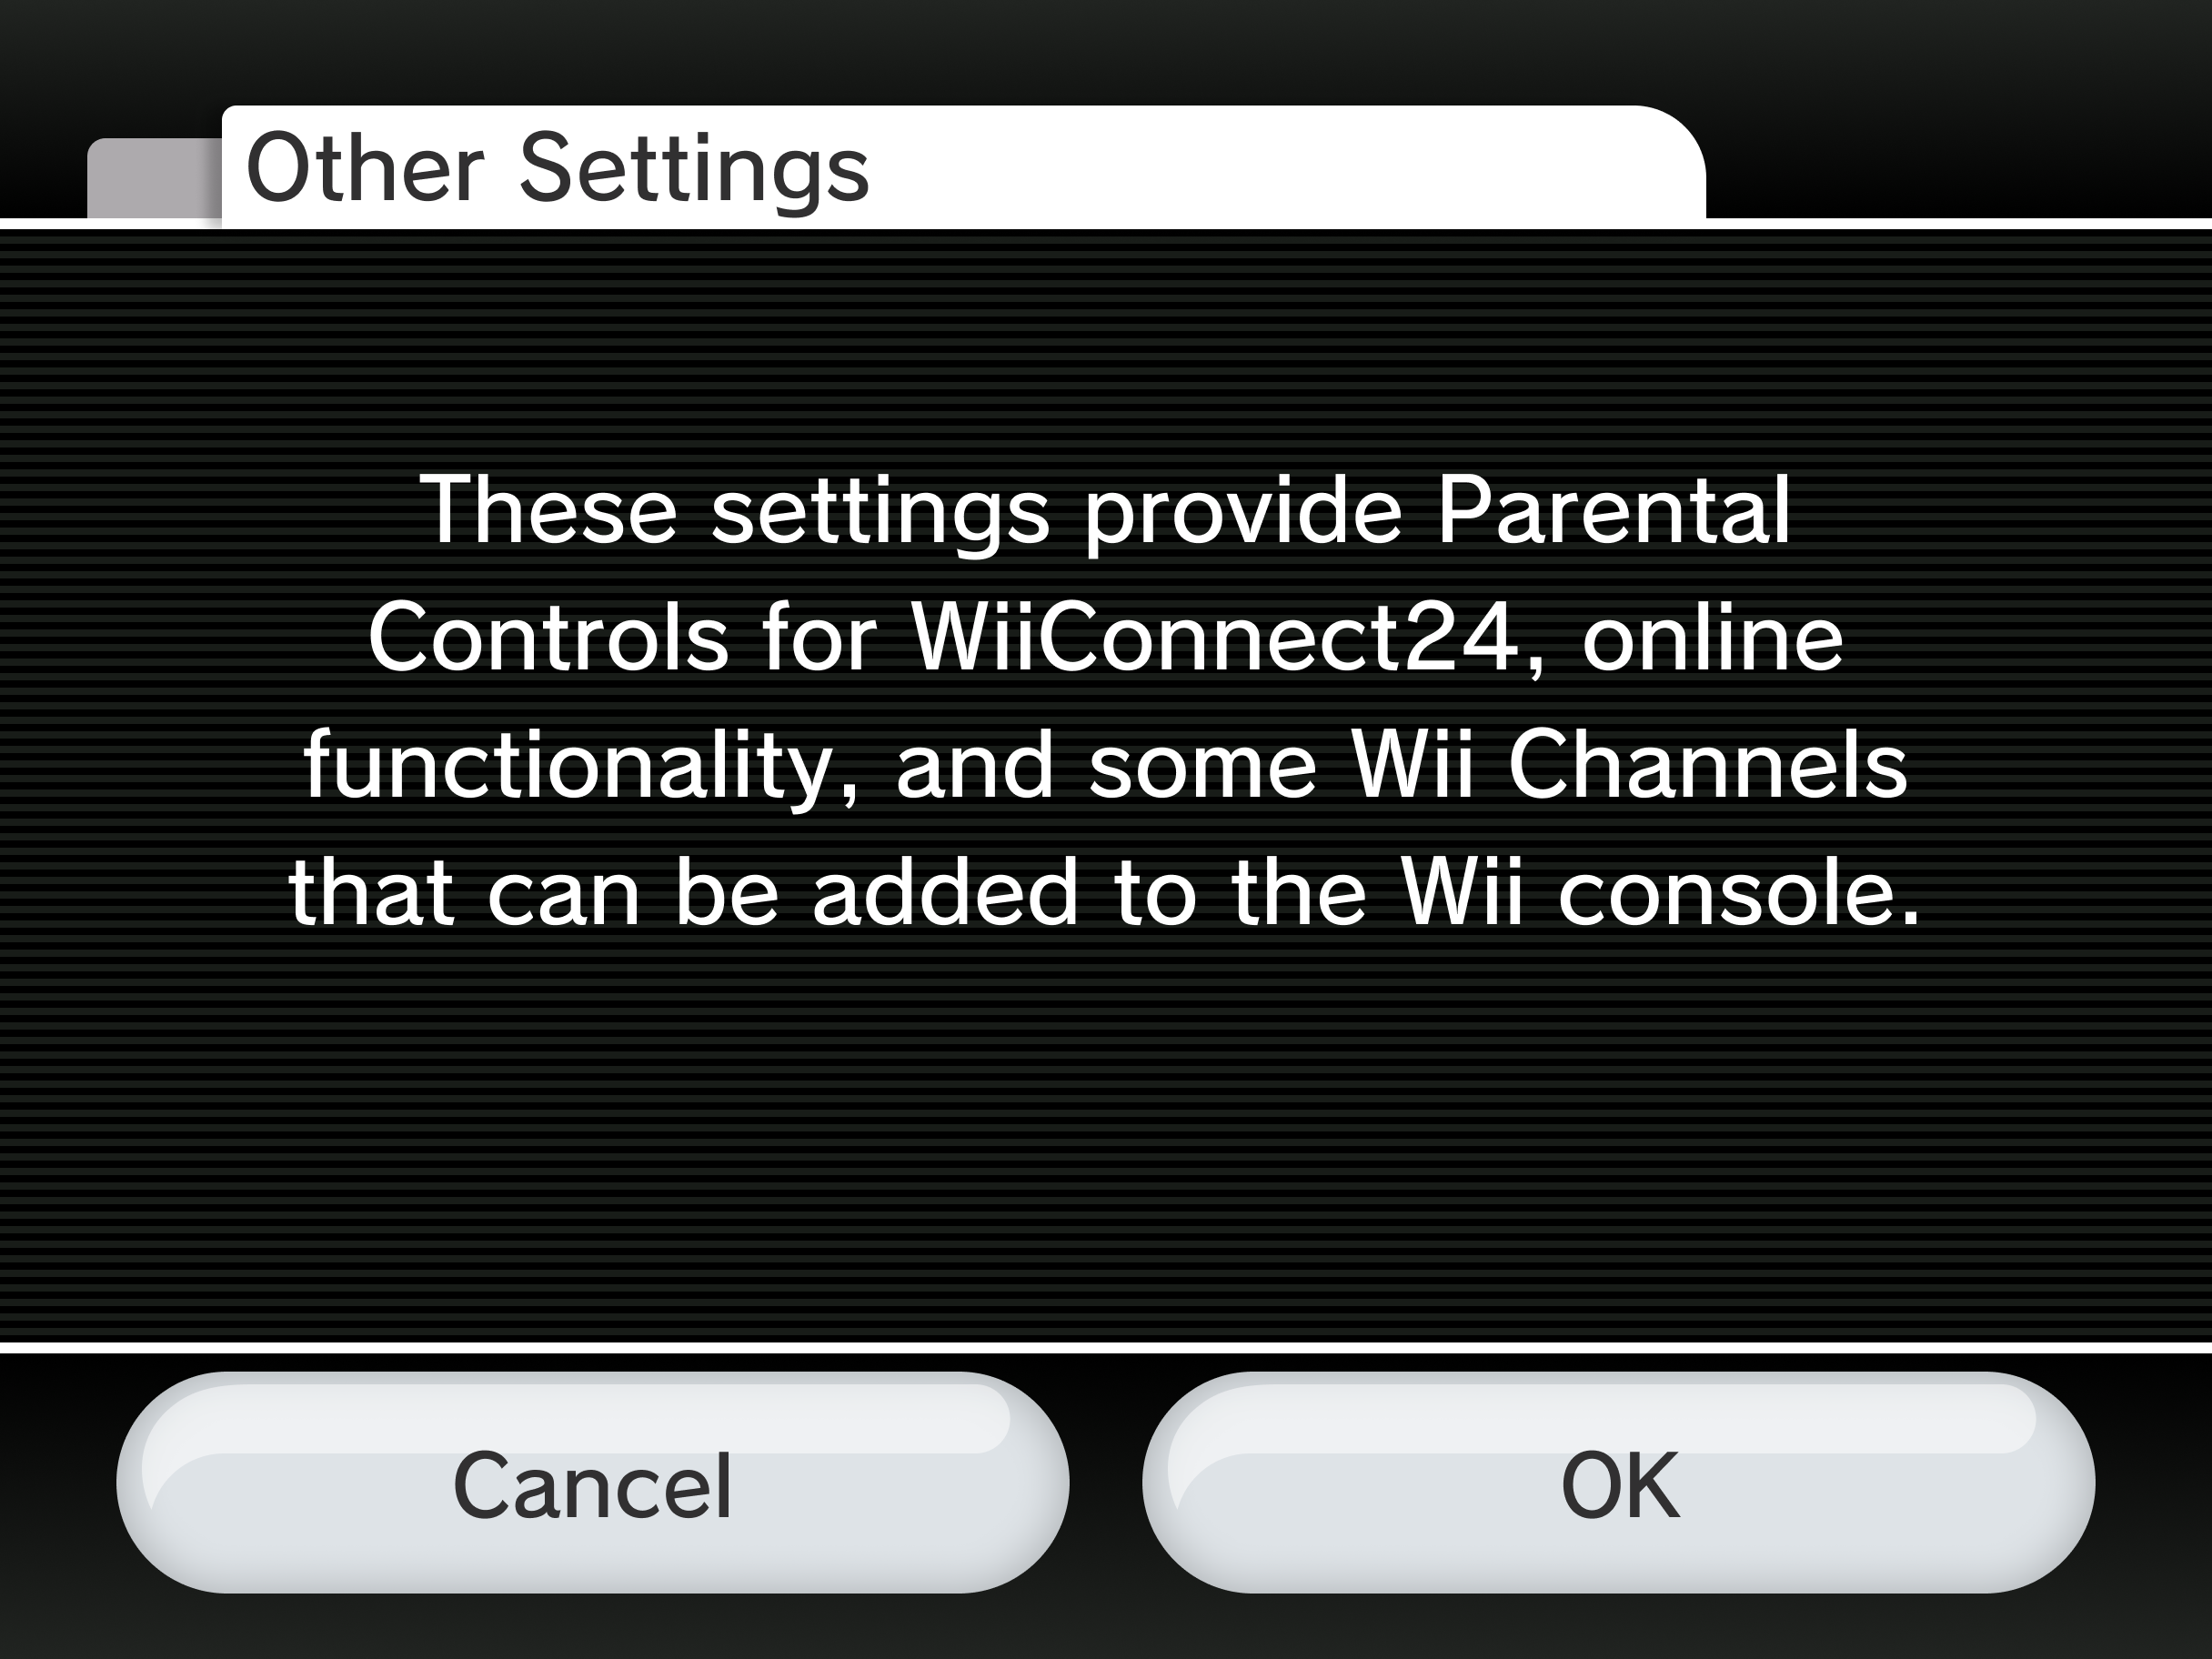 Other Settings
These settings provide Parental
Controls for WiiConnect24, online
functionality, and some Wii Channels
that can be added to the Wii console.
Cancel
OK